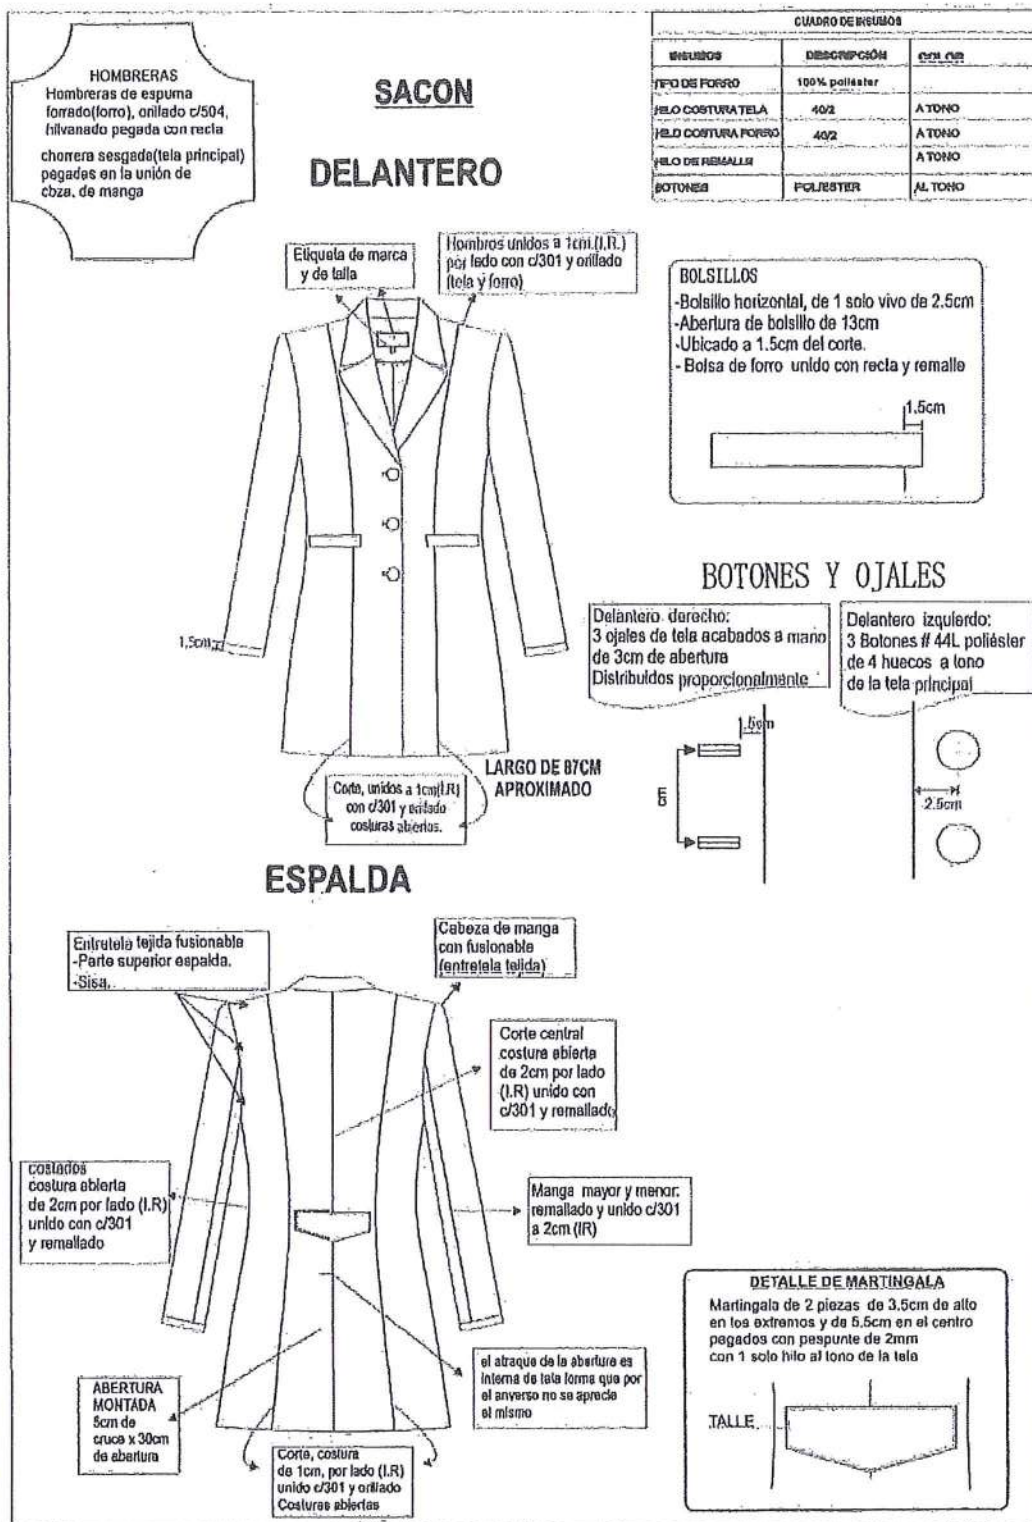 HOMBRERAS
Hombreras de espuma
forrado(forro), orillado c/504,
hilvanado pegada con recta
chorrera sesgada(tela principal)
pegadas en la unión de
cbza. de manga
SACON
DELANTERO
CUADRO DE INSUMOS
INSUMOS DESCRIPCIÓN COLOR
TIPO DE FORRO 100% poliéster
HILO COSTURA TELA 40/2 A TONO
HILO COSTURA FORRO 40/2 A TONO
HILO DE REMALLE A TONO
BOTONES POLIESTER AL TONO
Etiqueta de marca
y de talla
Hombros unidos a 1cm.(I.R.)
por lado con c/301 y orillado
(tela y forro)
BOLSILLOS
-Bolsillo horizontal, de 1 solo vivo de 2.5cm
-Abertura de bolsillo de 13cm
-Ubicado a 1.5cm del corte.
- Bolsa de forro unido con recta y remalle
1,5cm
1,5cm
BOTONES Y OJALES
Delantero derecho:
3 ojales de tela acabados a mano
de 3cm de abertura
Distribuidos proporcionalmente
Delantero izquierdo:
3 Botones # 44L poliéster
de 4 huecos a tono
de la tela principal
1.5cm
2.5cm
LARGO DE 87CM
APROXIMADO
Corte, unidos a 1cm(I.R)
con c/301 y orillado
costuras abiertas.
ESPALDA
Entretela tejida fusionable
-Parte superior espalda.
-Sisa.
Cabeza de manga
con fusionable
(entretela tejida)
Corte central
costura abierta
de 2cm por lado
(I.R) unido con
c/301 y remallado
costados
costura abierta
de 2cm por lado (I.R)
unido con c/301
y remallado
Manga mayor y menor:
remallado y unido c/301
a 2cm (IR)
ABERTURA
MONTADA
5cm de
cruce x 30cm
de abertura
el atraque de la abertura es
interna de tela forma que por
el anverso no se aprecie
el mismo
Corte, costura
de 1cm, por lado (I.R)
unido c/301 y orillado
Costuras abiertas
DETALLE DE MARTINGALA
Martingala de 2 piezas de 3.5cm de alto
en los extremos y de 5,5cm en el centro
pegados con pespunte de 2mm
con 1 solo hilo al tono de la tela
TALLE